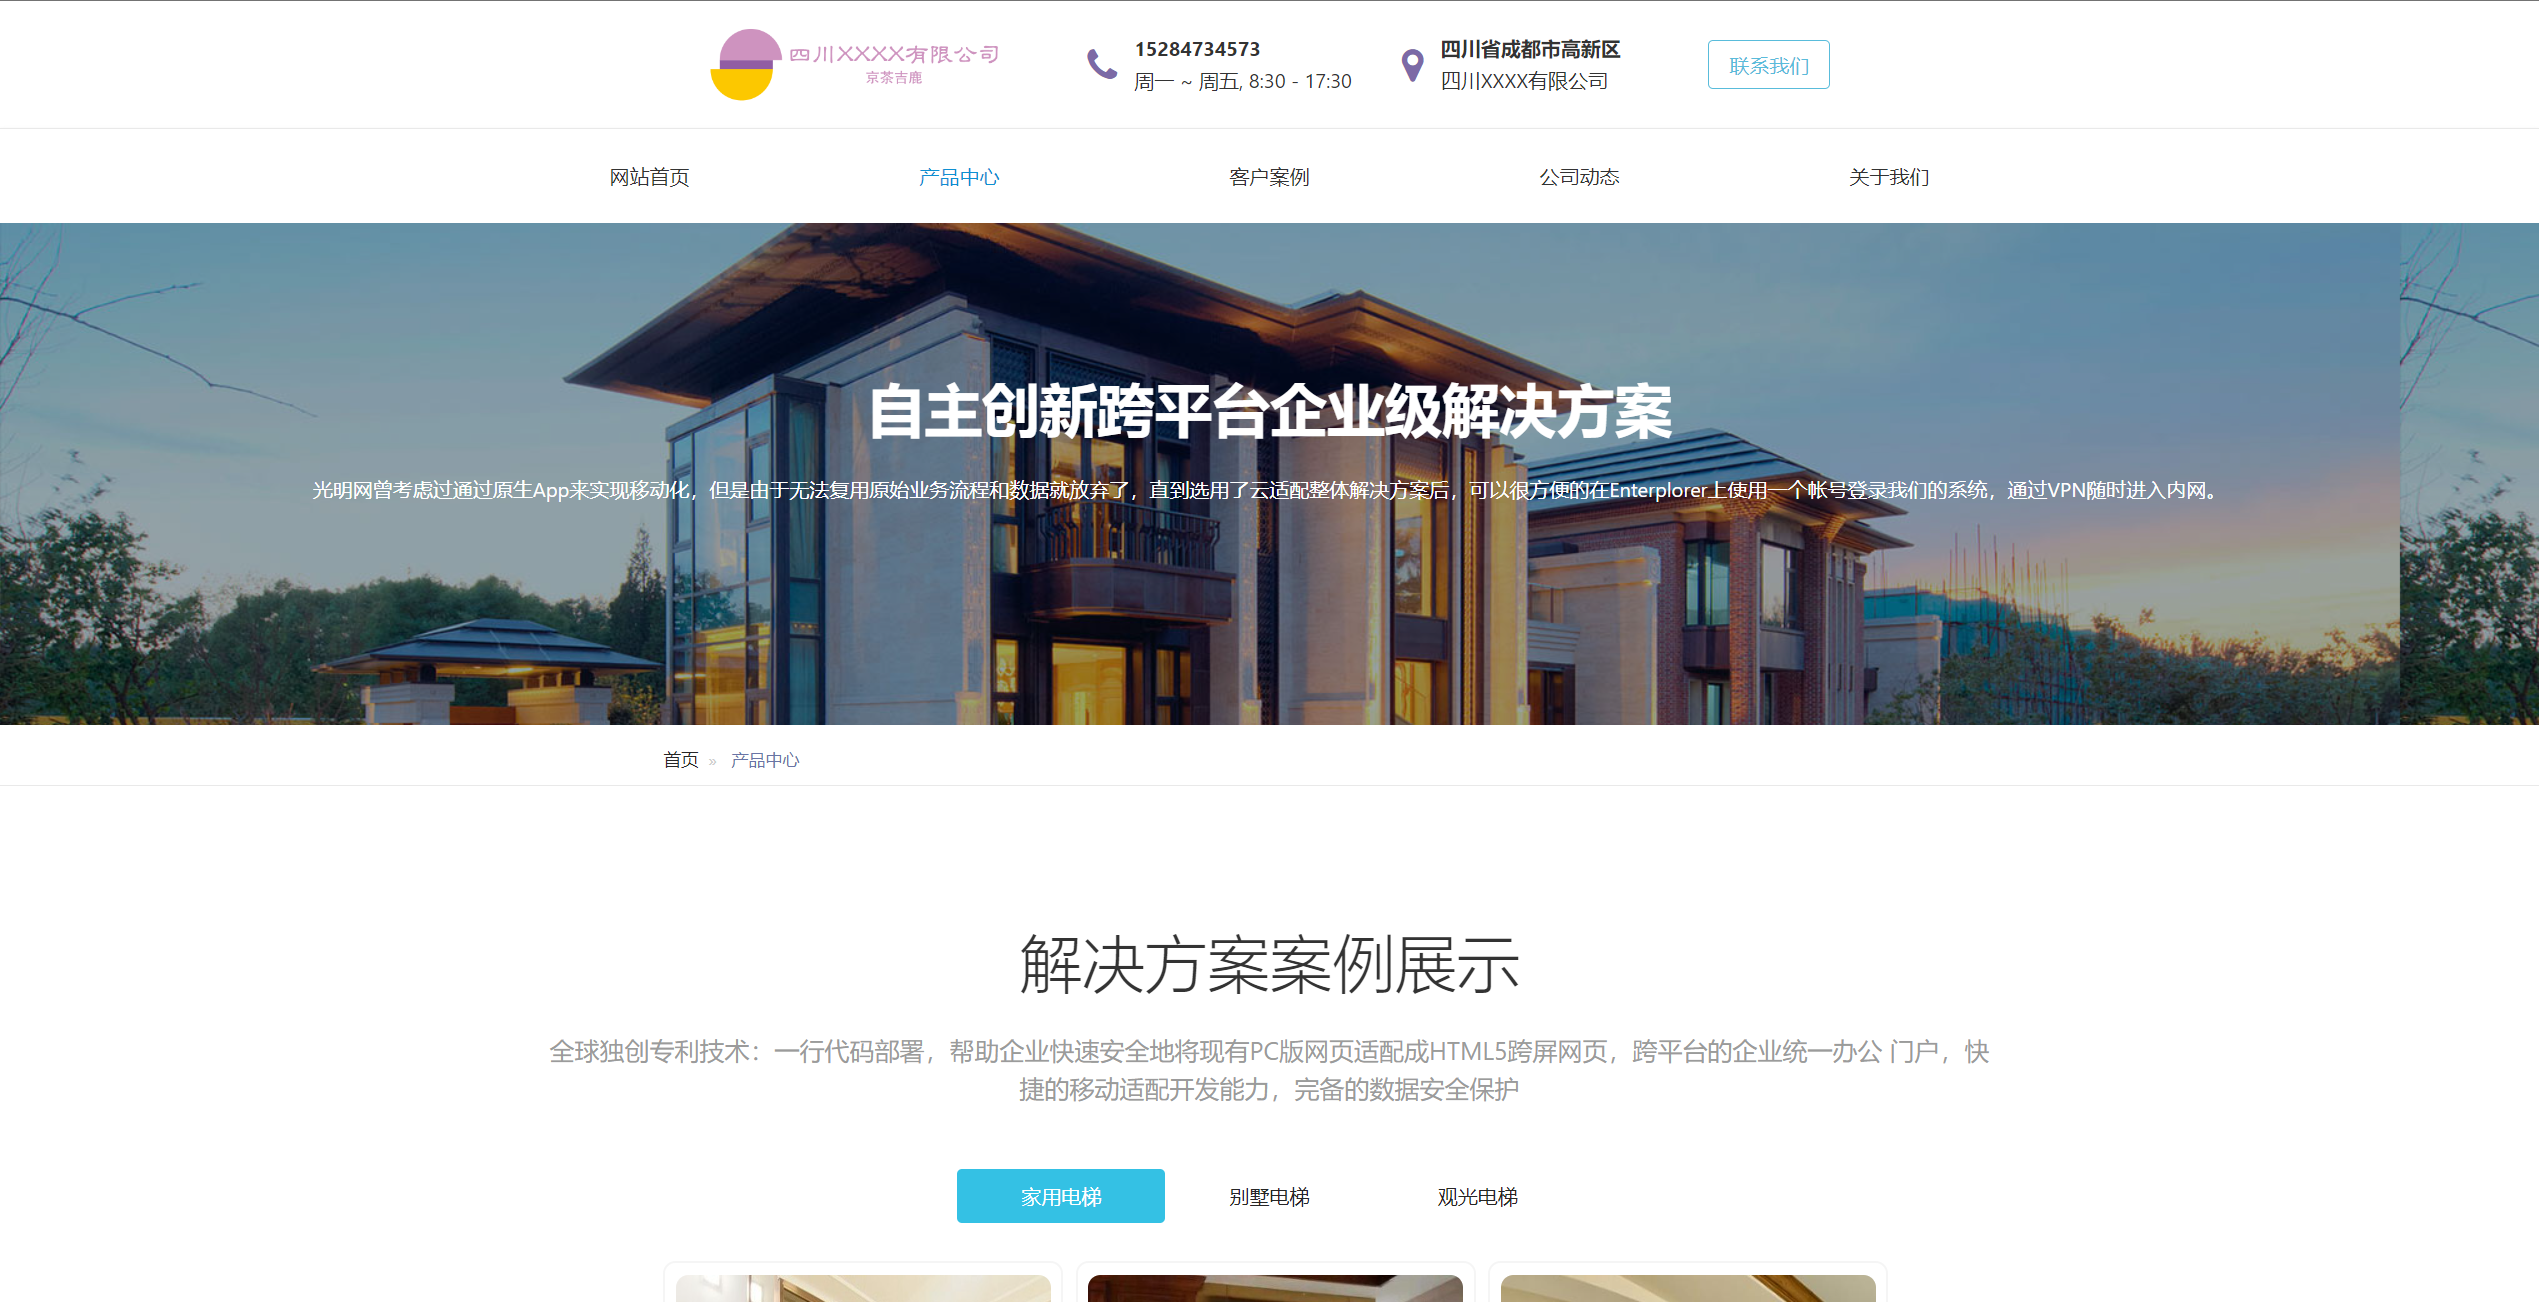 四川XXXX有限公司
京茶吉鹿
15284734573
周一 ~ 周五, 8:30 - 17:30
四川省成都市高新区
四川XXXX有限公司
联系我们
网站首页
产品中心
客户案例
公司动态
关于我们
自主创新跨平台企业级解决方案
光明网曾考虑过通过原生App来实现移动化，但是由于无法复用原始业务流程和数据就放弃了，直到选用了云适配整体解决方案后，可以很方便的在Enterplorer上使用一个帐号登录我们的系统，通过VPN随时进入内网。
首页 » 产品中心
解决方案案例展示
全球独创专利技术：一行代码部署，帮助企业快速安全地将现有PC版网页适配成HTML5跨屏网页，跨平台的企业统一办公 门户，快
捷的移动适配开发能力，完备的数据安全保护
家用电梯
别墅电梯
观光电梯